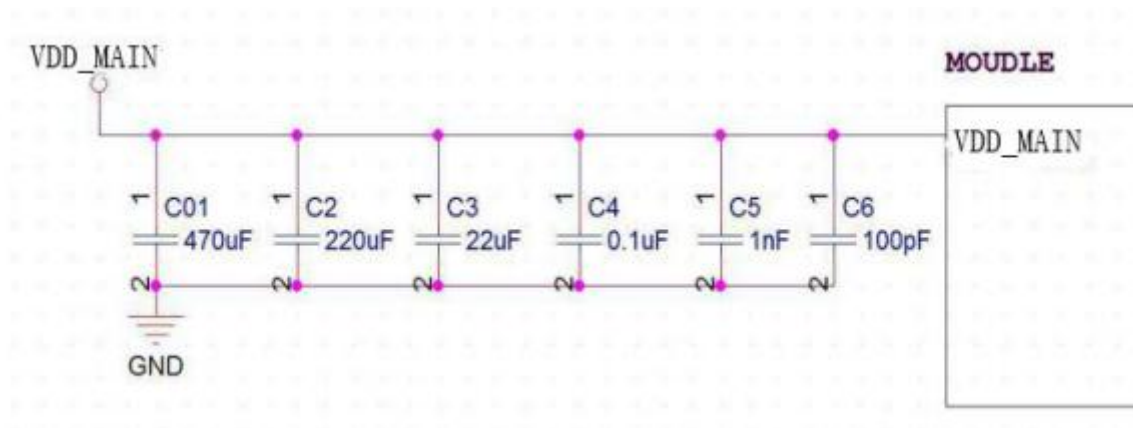 VDD_MAIN
MOUDLE
VDD_MAIN
1 1 1 1 1 1
C01 C2 C3 C4 C5 C6
470uF 220uF 22uF 0.1uF 1nF 100pF
2 2 2 2 2 2
GND